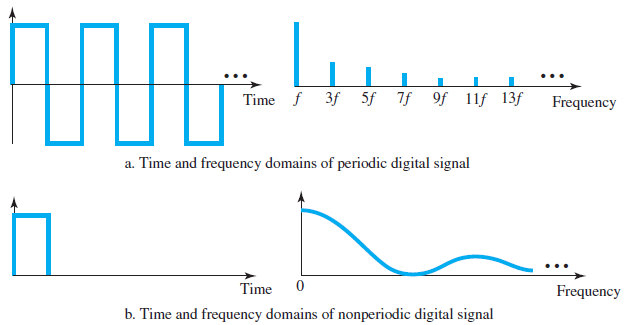 •••
•••
Time
f 3f 5f 7f 9f 11f 13f
Frequency
a. Time and frequency domains of periodic digital signal
•••
Time
0
Frequency
b. Time and frequency domains of nonperiodic digital signal